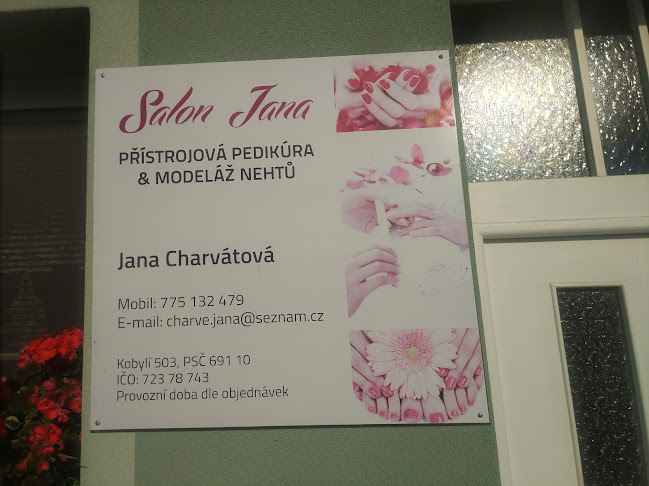 Salon Jana
PŘÍSTROJOVÁ PEDIKÚRA
& MODELÁŽ NEHTŮ
Jana Charvátová
Mobil: 775 132 479
E-mail: charve.jana@seznam.cz
Kobylí 503, PSČ 691 10
IČO: 723 78 743
Provozní doba dle objednávek